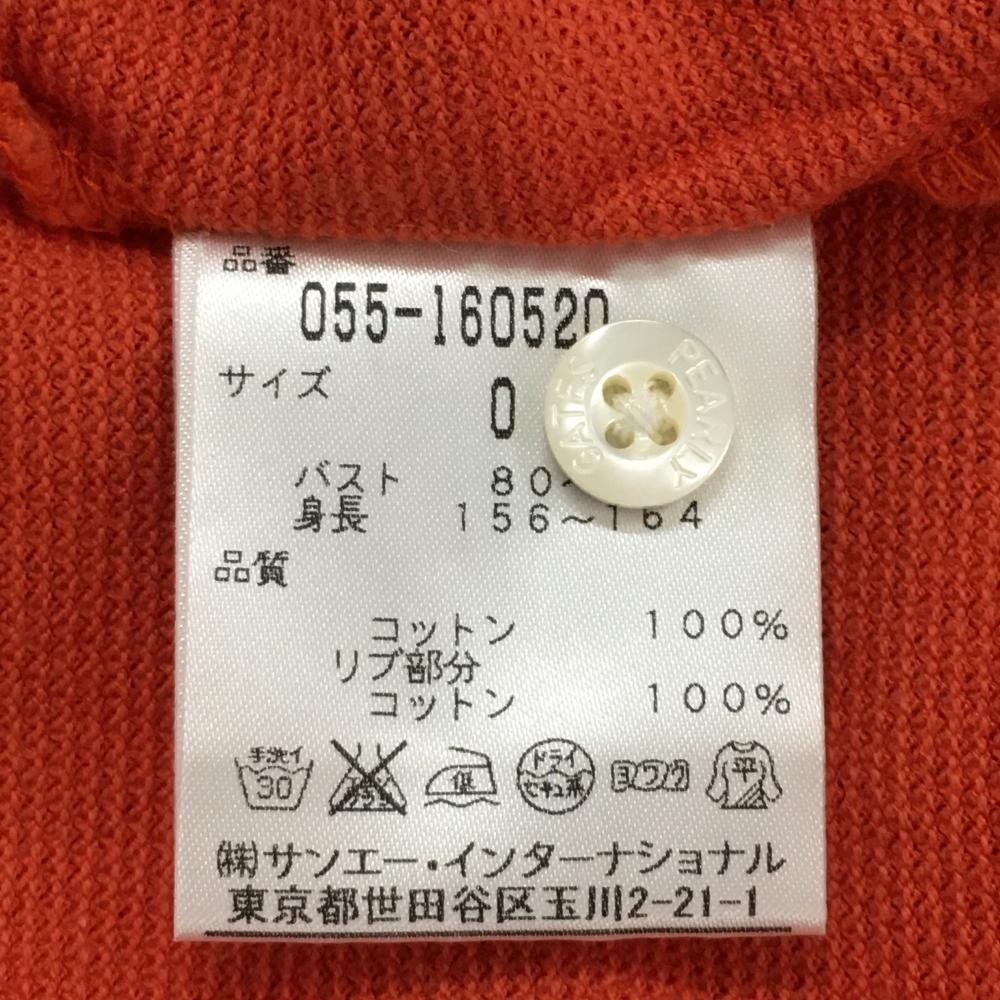 品番
055-160520
サイズ
0
PEARLY
GATES
バスト 80~
身長 156~164
品質
コットン 100%
リブ部分
コットン 100%
手洗イ
30
低
ドライ
セキユ系
ヨワク
平
㈱サンエー・インターナショナル
東京都世田谷区玉川2-21-1